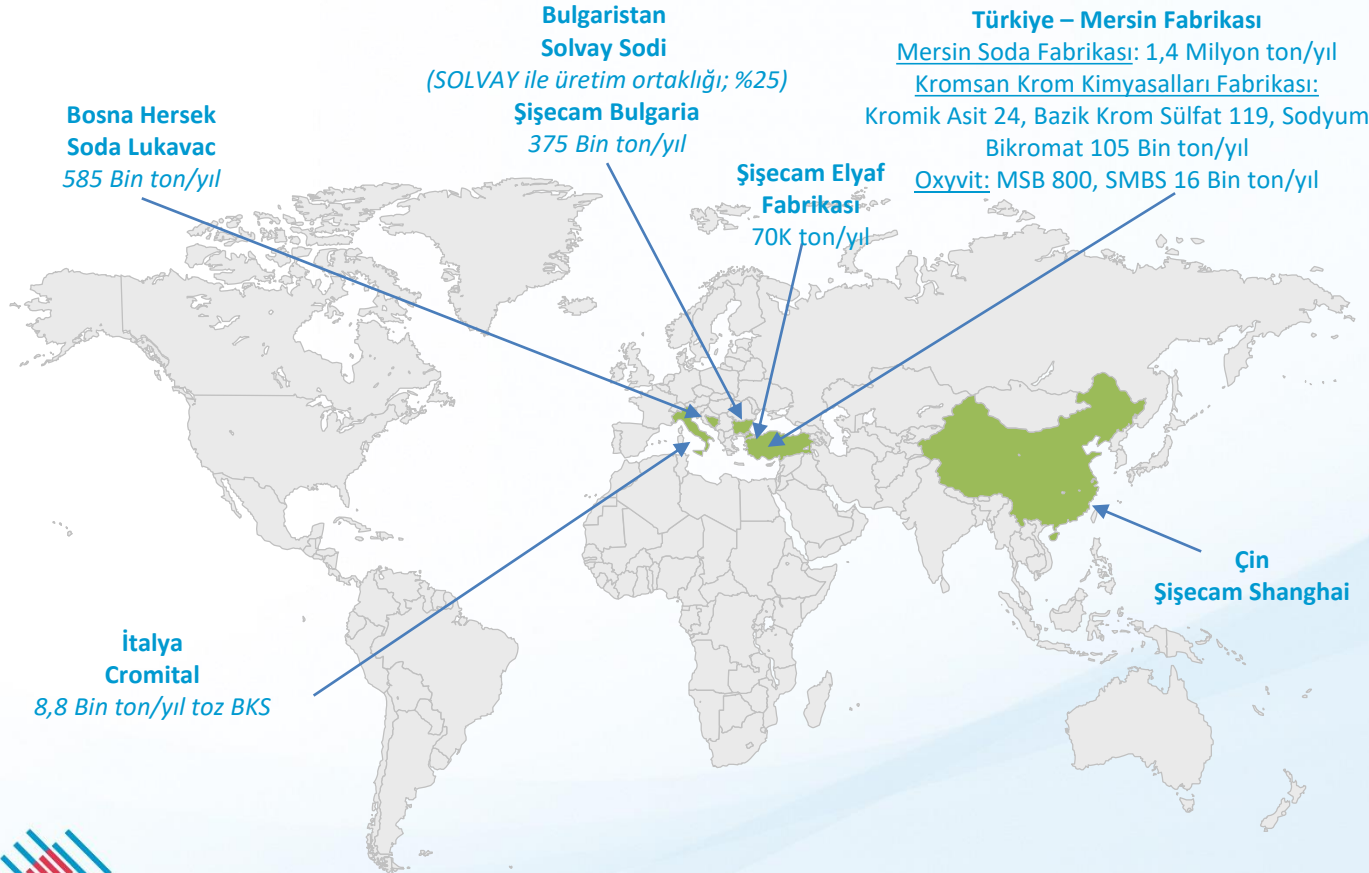 Bulgaristan
Solvay Sodi
(SOLVAY ile üretim ortaklığı; %25)
Şişecam Bulgaria
375 Bin ton/yıl
Türkiye – Mersin Fabrikası
Mersin Soda Fabrikası: 1,4 Milyon ton/yıl
Kromsan Krom Kimyasalları Fabrikası:
Kromik Asit 24, Bazik Krom Sülfat 119, Sodyum
Bikromat 105 Bin ton/yıl
Oxyvit: MSB 800, SMBS 16 Bin ton/yıl
Bosna Hersek
Soda Lukavac
585 Bin ton/yıl
Şişecam Elyaf
Fabrikası
70K ton/yıl
Çin
Şişecam Shanghai
İtalya
Cromital
8,8 Bin ton/yıl toz BKS